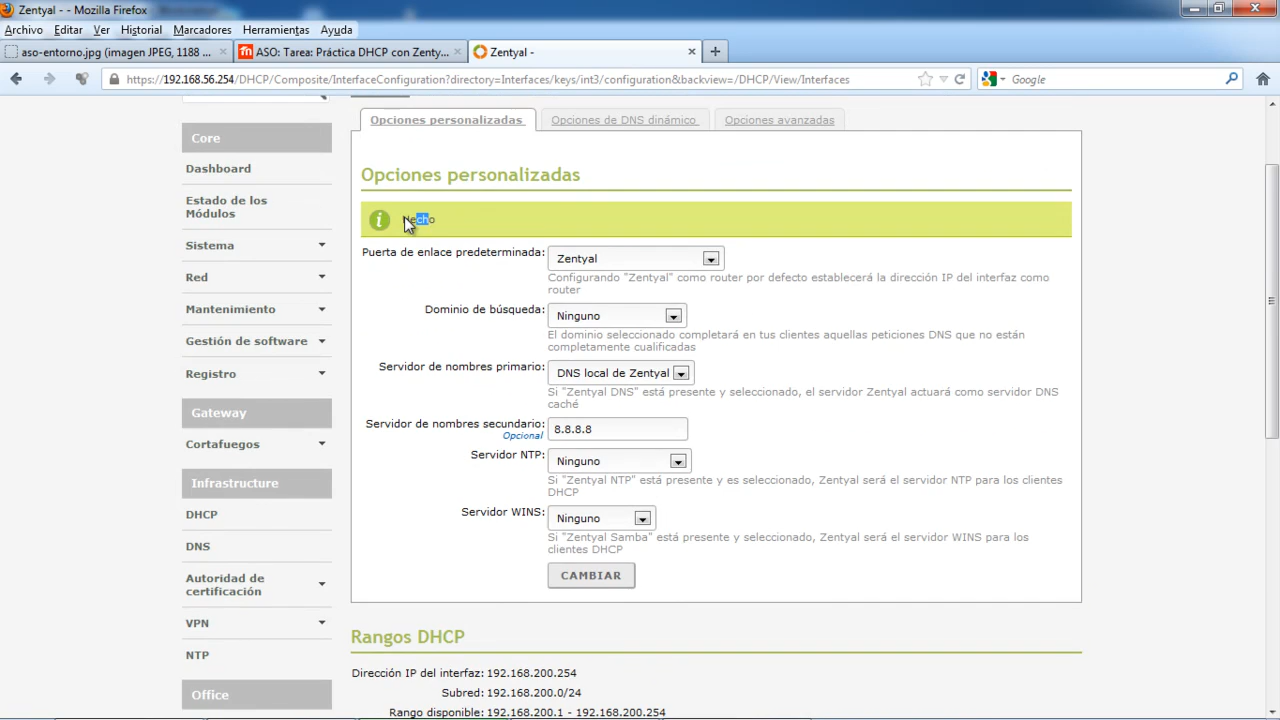 Zentyal - - Mozilla Firefox
Archivo Editar Ver Historial Marcadores Herramientas Ayuda
aso-entorno.jpg (imagen JPEG, 1188 ... × ASO: Tarea: Práctica DHCP con Zenty... × Zentyal - ×
https://192.168.56.254/DHCP/Composite/InterfaceConfiguration?directory=Interfaces/keys/int3/configuration&backview=/DHCP/View/Interfaces
Google
Core
Dashboard
Estado de los
Módulos
Sistema
Red
Mantenimiento
Gestión de software
Registro
Gateway
Cortafuegos
Infrastructure
DHCP
DNS
Autoridad de
certificación
VPN
NTP
Office
Opciones personalizadas Opciones de DNS dinámico Opciones avanzadas
Opciones personalizadas
Hecho
Puerta de enlace predeterminada: Zentyal
Configurando "Zentyal" como router por defecto establecerá la dirección IP del interfaz como
router
Dominio de búsqueda: Ninguno
El dominio seleccionado completará en tus clientes aquellas peticiones DNS que no están
completamente cualificadas
Servidor de nombres primario: DNS local de Zentyal
Si "Zentyal DNS" está presente y seleccionado, el servidor Zentyal actuará como servidor DNS
caché
Servidor de nombres secundario: 8.8.8.8
Opcional
Servidor NTP: Ninguno
Si "Zentyal NTP" está presente y es seleccionado, Zentyal será el servidor NTP para los clientes
DHCP
Servidor WINS: Ninguno
Si "Zentyal Samba" está presente y seleccionado, Zentyal será el servidor WINS para los
clientes DHCP
CAMBIAR
Rangos DHCP
Dirección IP del interfaz: 192.168.200.254
Subred: 192.168.200.0/24
Rango disponible: 192.168.200.1 - 192.168.200.254